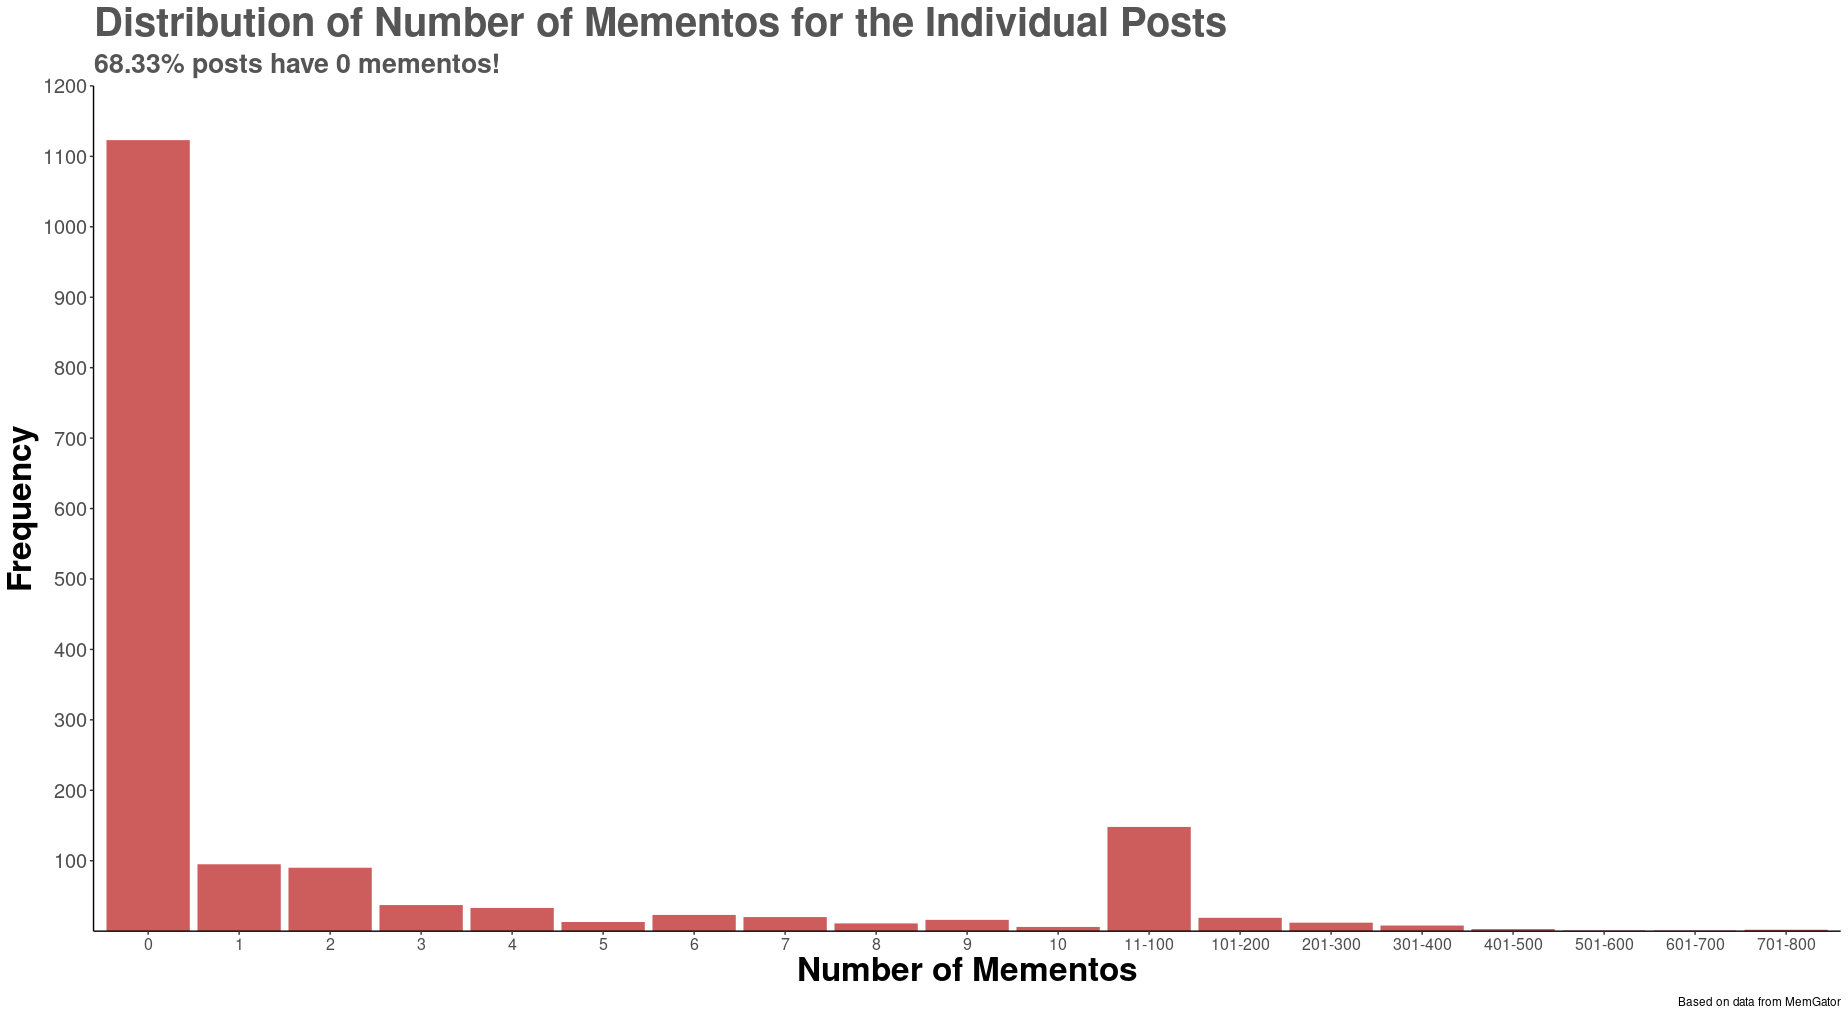 Distribution of Number of Mementos for the Individual Posts
68.33% posts have 0 mementos!
1200
1100
1000
900
800
700
600
500
400
300
200
100
Frequency
0 1 2 3 4 5 6 7 8 9 10 11-100 101-200 201-300 301-400 401-500 501-600 601-700 701-800
Number of Mementos
Based on data from MemGator